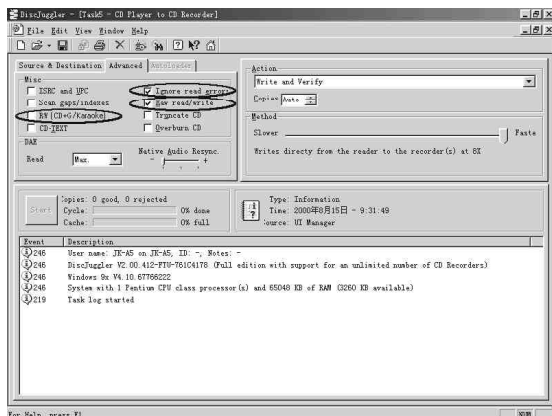 DiscJuggler - [Task5 - CD Player to CD Recorder]
File Edit View Window Help
Source & Destination Advanced Autoloader
Misc
ISRC and UPC
Ignore read errors
Scan gaps/indexes
Raw read/write
RW [CD+G/Karaoke]
Truncate CD
CD-TEXT
Overburn CD
DAE
Read Max.
Native Audio Resync.
- +
Action
Write and Verify
Copies Auto
Method
Slower Faste
Writes directy from the reader to the recorder(s) at 8X
Start
Copies: 0 good, 0 rejected
Cycle: 0% done
Cache: 0% full
Type: Information
Time: 2000年8月15日 - 9:31:49
Source: UI Manager
Event Description
246 User name: JK-A5 on JK-A5, ID: -, Notes: -
246 DiscJuggler V2.00.412-FTU-761C4178 (Full edition with support for an unlimited number of CD Recorders)
246 Windows 9x V4.10.67766222
246 System with 1 Pentium CPU class processor(s) and 65048 KB of RAM (3260 KB available)
219 Task log started
For Help, press F1
NUM